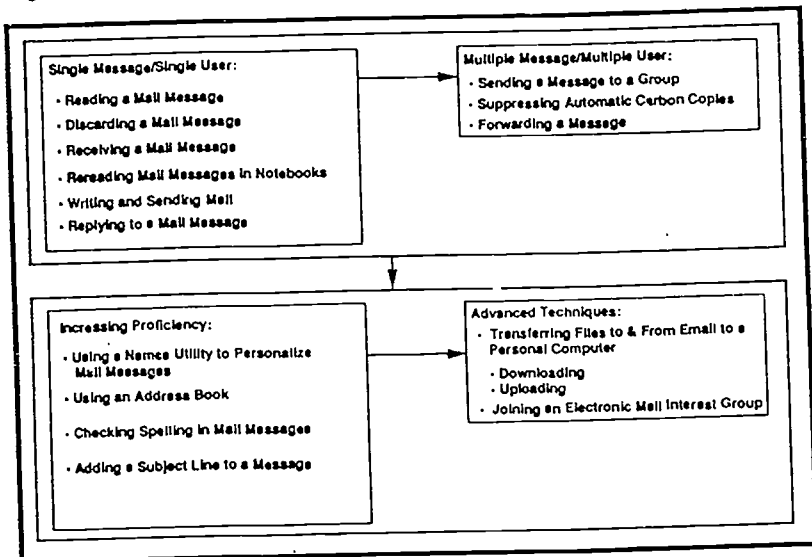 Single Message/Single User:
• Reading a Mail Message
• Discarding a Mail Message
• Receiving a Mail Message
• Rereading Mail Messages in Notebooks
• Writing and Sending Mail
• Replying to a Mail Message
Multiple Message/Multiple User:
• Sending a Message to a Group
• Suppressing Automatic Carbon Copies
• Forwarding a Message
Increasing Proficiency:
• Using a Names Utility to Personalize
Mail Messages
• Using an Address Book
• Checking Spelling in Mail Messages
• Adding a Subject Line to a Message
Advanced Techniques:
• Transferring Files to & From Email to a
Personal Computer
• Downloading
• Uploading
• Joining an Electronic Mail Interest Group